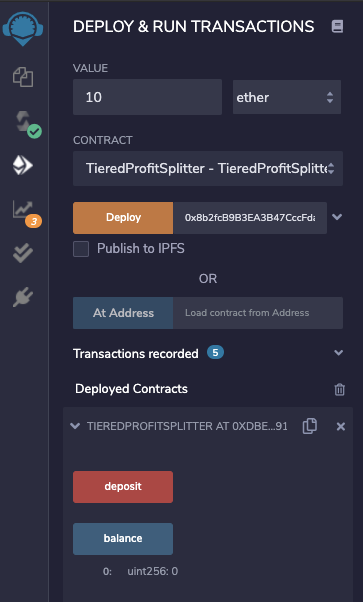 DEPLOY & RUN TRANSACTIONS
VALUE
10 ether
CONTRACT
TieredProfitSplitter - TieredProfitSplitte
Deploy 0x8b2fcB9B3EA3B47CccFda
3
Publish to IPFS
OR
At Address Load contract from Address
Transactions recorded 5
Deployed Contracts
TIEREDPROFITSPLITTER AT 0XDBE...91
deposit
balance
0: uint256: 0